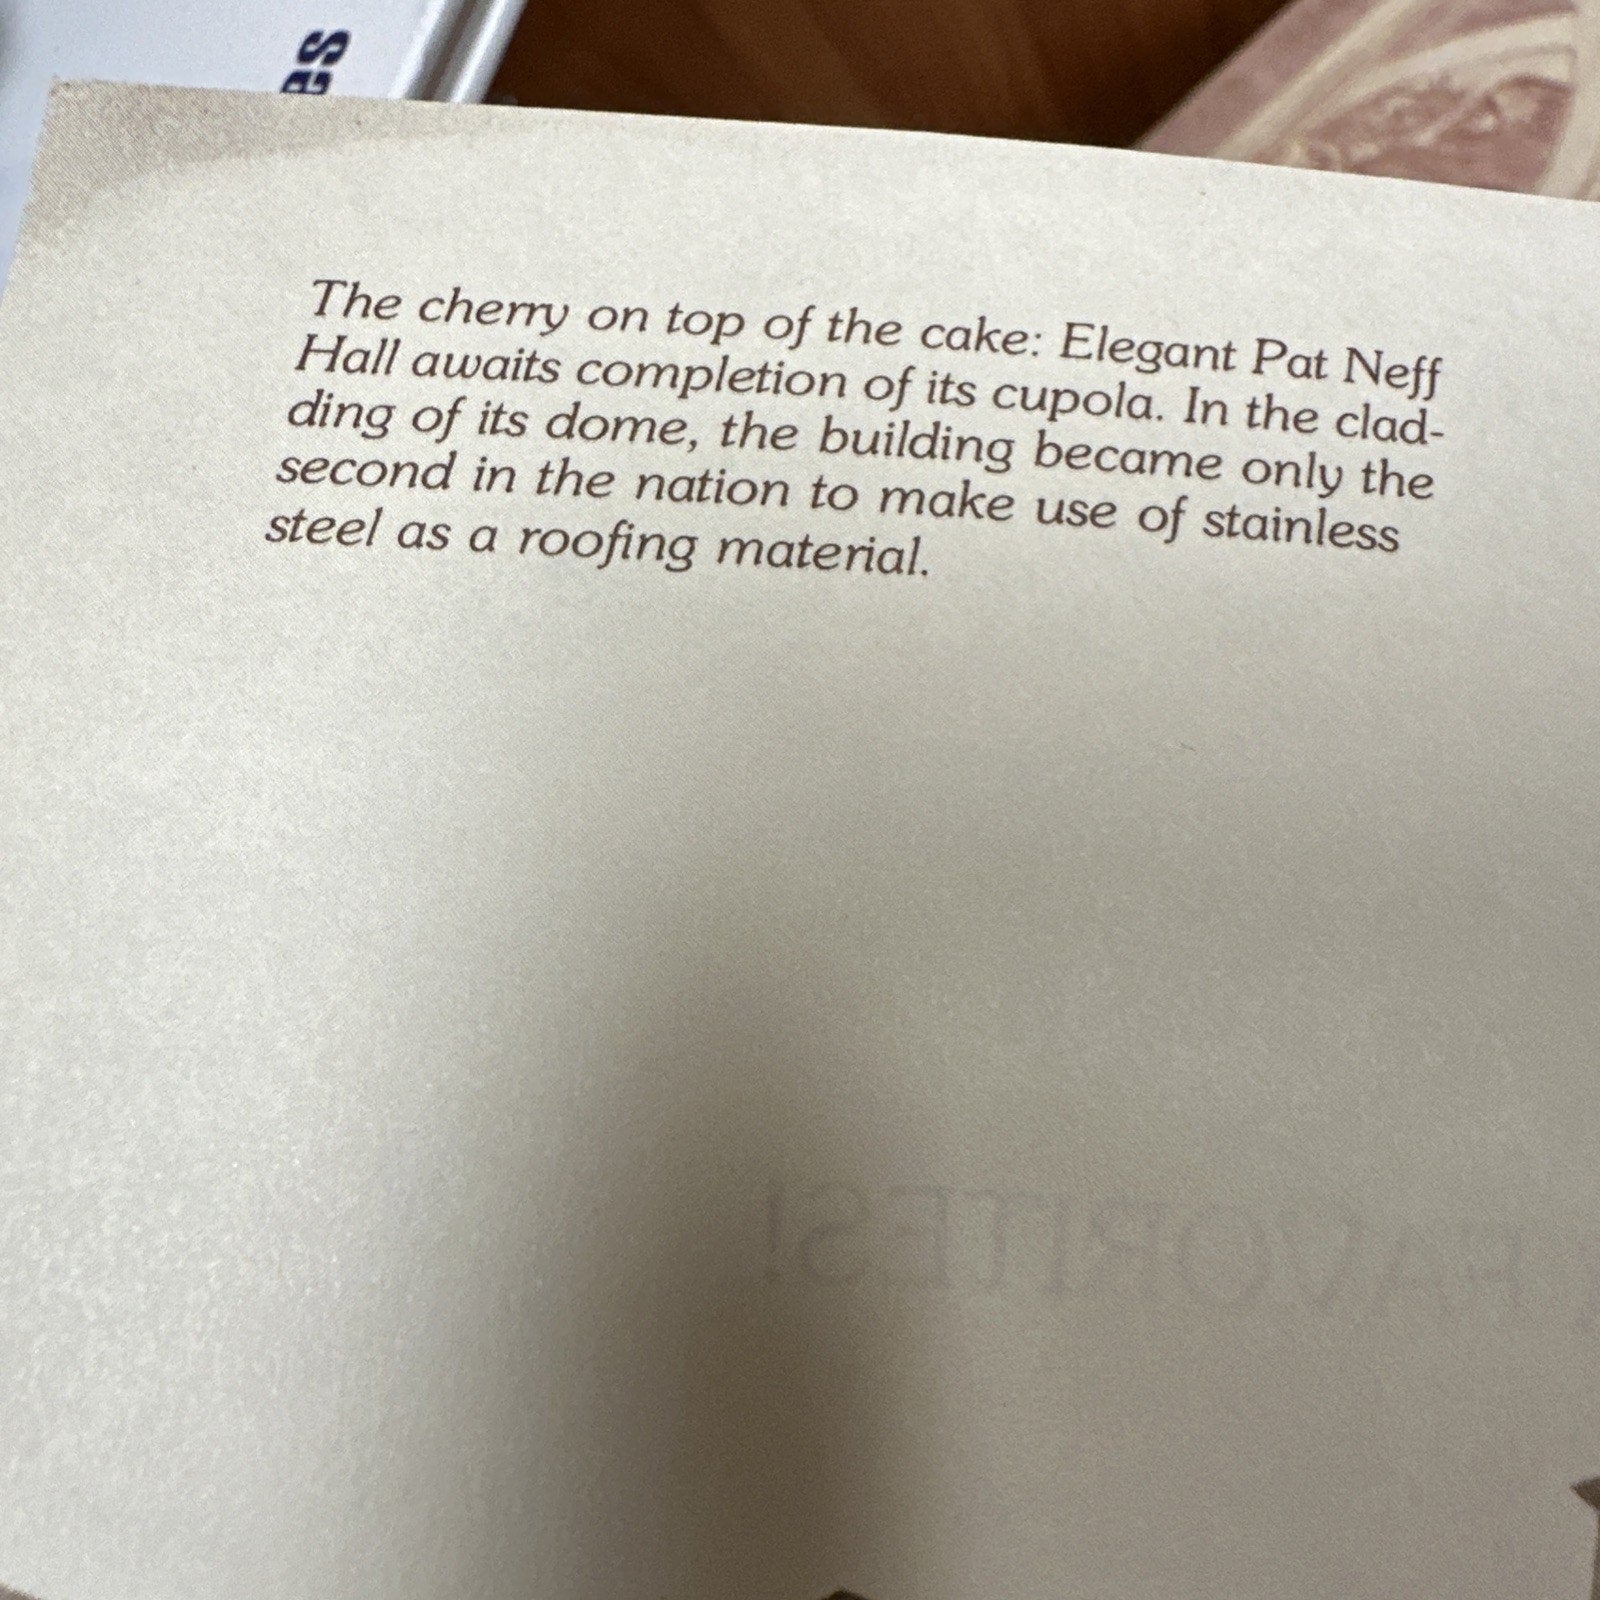 es
The cherry on top of the cake: Elegant Pat Neff
Hall awaits completion of its cupola. In the clad-
ding of its dome, the building became only the
second in the nation to make use of stainless
steel as a roofing material.
FAVORITES!